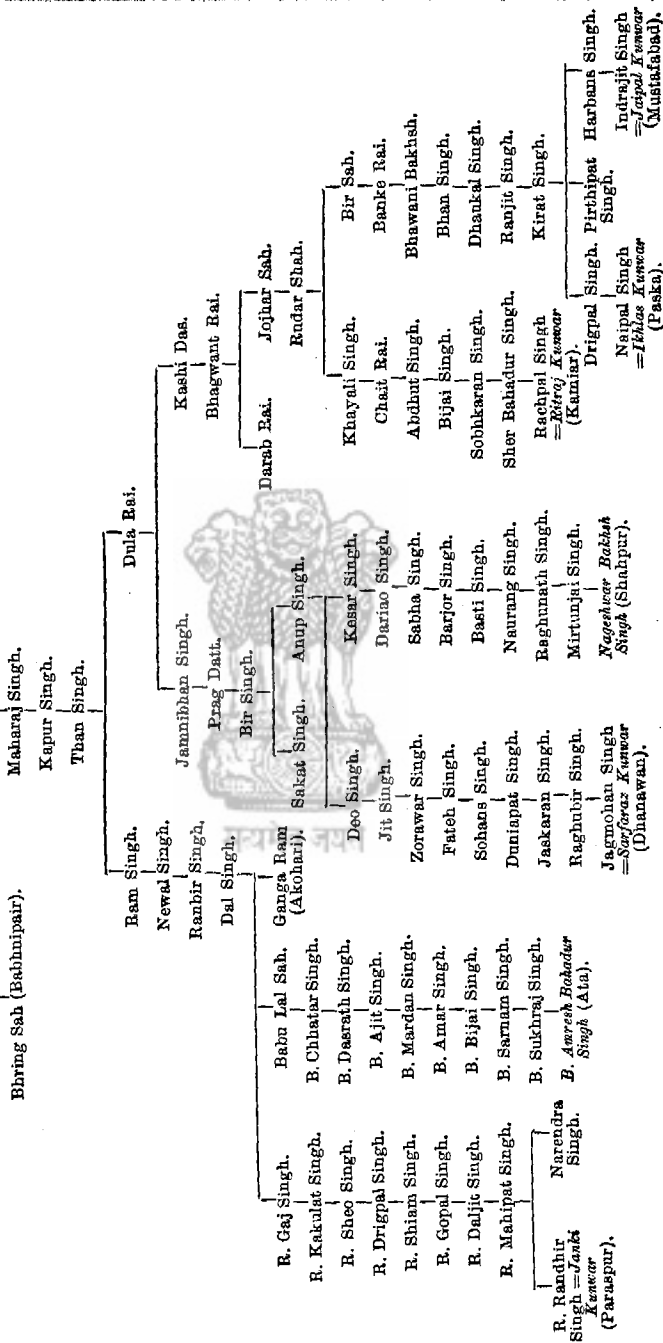 Bhring Sah (Babhnipair).
Maharaj Singh.
Kapur Singh.
Than Singh.
Ram Singh.
Newal Singh.
Ranbir Singh.
Dal Singh.
Dula Rai.
R. Gaj Singh.
R. Kakulat Singh.
R. Sheo Singh.
R. Drigpal Singh.
R. Shiam Singh.
R. Gopal Singh.
R. Daljit Singh.
R. Mahipat Singh.
R. Randhir
Singh=Janki
Kunwar
(Paraspur).
Narendra
Singh.
Babu Lal Sah.
B. Chhatar Singh.
B. Dasrath Singh.
B. Ajit Singh.
B. Mardan Singh.
B. Amar Singh.
B. Bijai Singh.
B. Sarnam Singh.
B. Sukhraj Singh.
B. Amresh Bahadur
Singh (Ata).
Ganga Ram
(Akohari).
Jamnibhan Singh.
Prag Datt.
Bir Singh.
Sakat Singh.
Anup Singh.
Deo Singh.
Jit Singh.
Zorawar Singh.
Fateh Singh.
Sohans Singh.
Duniapat Singh.
Jaskaran Singh.
Raghubir Singh.
Jagmohan Singh
=Sarfaraz Kunwar
(Dhanawan).
Kesar Singh.
Dariao Singh.
Sabha Singh.
Barjor Singh.
Basti Singh.
Naurang Singh.
Raghunath Singh.
Mirtunjai Singh.
Nageshwar Bakhsh
Singh (Shahpur).
Kashi Das.
Bhagwant Rai.
Darab Rai.
Jojhar Sah.
Rudar Shah.
Khayali Singh.
Chait Rai.
Abdhut Singh.
Bijai Singh.
Sobhkaran Singh.
Sher Bahadur Singh.
Rachpal Singh
=Ritraj Kunwar
(Kamiar).
Bir Sah.
Banke Rai.
Bhawani Bakhsh.
Bhan Singh.
Dhaukal Singh.
Ranjit Singh.
Kirat Singh.
Drigpal Singh.
Naipal Singh
=Ikhlas Kunwar
(Paska).
Pirthipat
Singh.
Harbans Singh.
Indrajit Singh
=Jaipal Kunwar
(Mustafabad).
सत्यमेव जयते